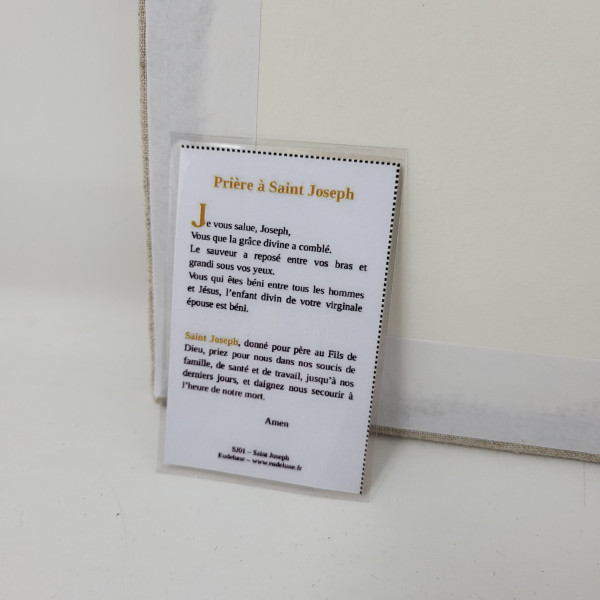 Prière à Saint Joseph
Je vous salue, Joseph,
Vous que la grâce divine a comblé.
Le sauveur a reposé entre vos bras et
grandi sous vos yeux.
Vous qui êtes béni entre tous les hommes
et Jésus, l'enfant divin de votre virginale
épouse est béni.
Saint Joseph, donné pour père au Fils de
Dieu, priez pour nous dans nos soucis de
famille, de santé et de travail, jusqu'à nos
derniers jours, et daignez nous secourir à
l'heure de notre mort.
Amen
SJ01 – Saint Joseph
Eudeluse – www.eudeluse.fr